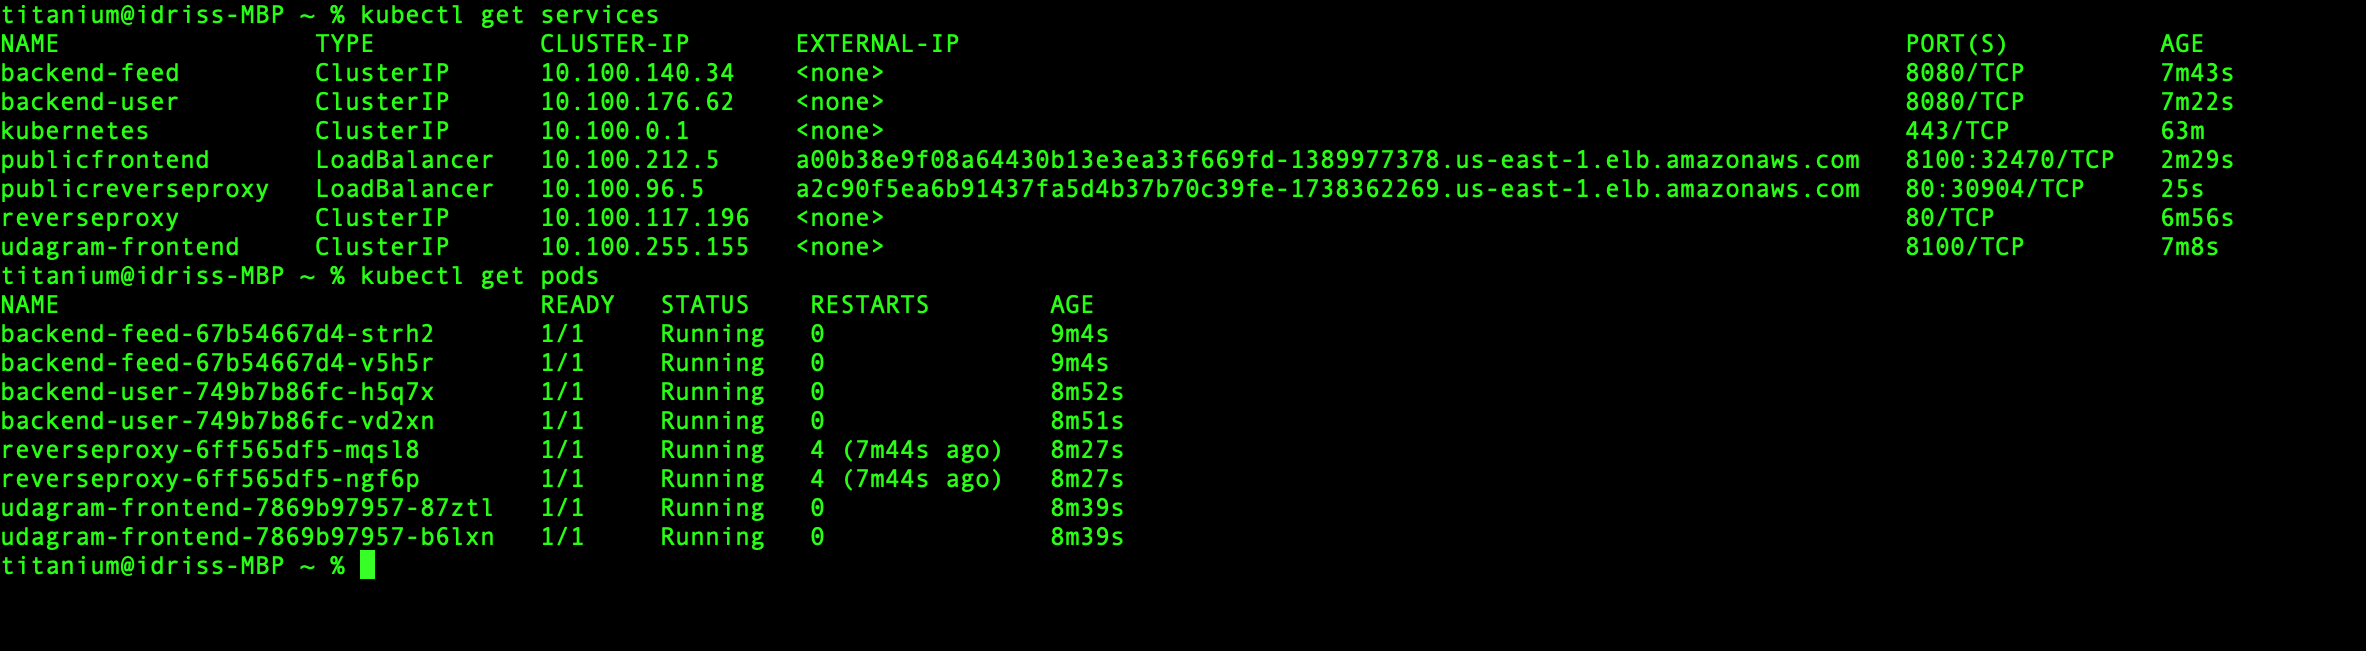 titanium@idriss-MBP ~ % kubectl get services
NAME TYPE CLUSTER-IP EXTERNAL-IP PORT(S) AGE
backend-feed ClusterIP 10.100.140.34 <none> 8080/TCP 7m43s
backend-user ClusterIP 10.100.176.62 <none> 8080/TCP 7m22s
kubernetes ClusterIP 10.100.0.1 <none> 443/TCP 63m
publicfrontend LoadBalancer 10.100.212.5 a00b38e9f08a64430b13e3ea33f669fd-1389977378.us-east-1.elb.amazonaws.com 8100:32470/TCP 2m29s
publicreverseproxy LoadBalancer 10.100.96.5 a2c90f5ea6b91437fa5d4b37b70c39fe-1738362269.us-east-1.elb.amazonaws.com 80:30904/TCP 25s
reverseproxy ClusterIP 10.100.117.196 <none> 80/TCP 6m56s
udagram-frontend ClusterIP 10.100.255.155 <none> 8100/TCP 7m8s
titanium@idriss-MBP ~ % kubectl get pods
NAME READY STATUS RESTARTS AGE
backend-feed-67b54667d4-strh2 1/1 Running 0 9m4s
backend-feed-67b54667d4-v5h5r 1/1 Running 0 9m4s
backend-user-749b7b86fc-h5q7x 1/1 Running 0 8m52s
backend-user-749b7b86fc-vd2xn 1/1 Running 0 8m51s
reverseproxy-6ff565df5-mqsl8 1/1 Running 4 (7m44s ago) 8m27s
reverseproxy-6ff565df5-ngf6p 1/1 Running 4 (7m44s ago) 8m27s
udagram-frontend-7869b97957-87ztl 1/1 Running 0 8m39s
udagram-frontend-7869b97957-b6lxn 1/1 Running 0 8m39s
titanium@idriss-MBP ~ %